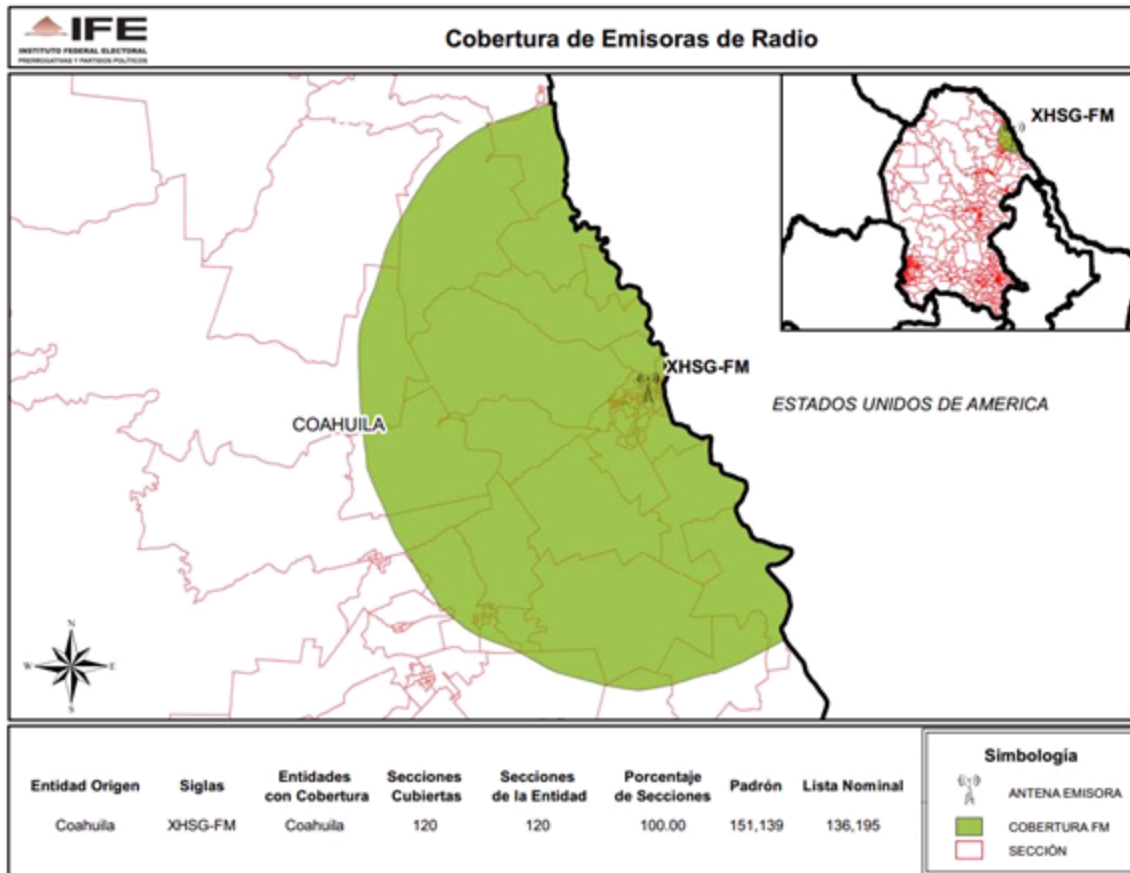 IFE
INSTITUTO FEDERAL ELECTORAL
PRERROGATIVAS Y PARTIDOS POLÍTICOS
Cobertura de Emisoras de Radio
XHSG-FM
XHSG-FM
ESTADOS UNIDOS DE AMERICA
COAHUILA
N
W E
S
Entidad Origen Siglas Entidades con Cobertura Secciones Cubiertas Secciones de la Entidad Porcentaje de Secciones Padrón Lista Nominal
Coahuila XHSG-FM Coahuila 120 120 100.00 151,139 136,195
Simbología
ANTENA EMISORA
COBERTURA FM
SECCIÓN